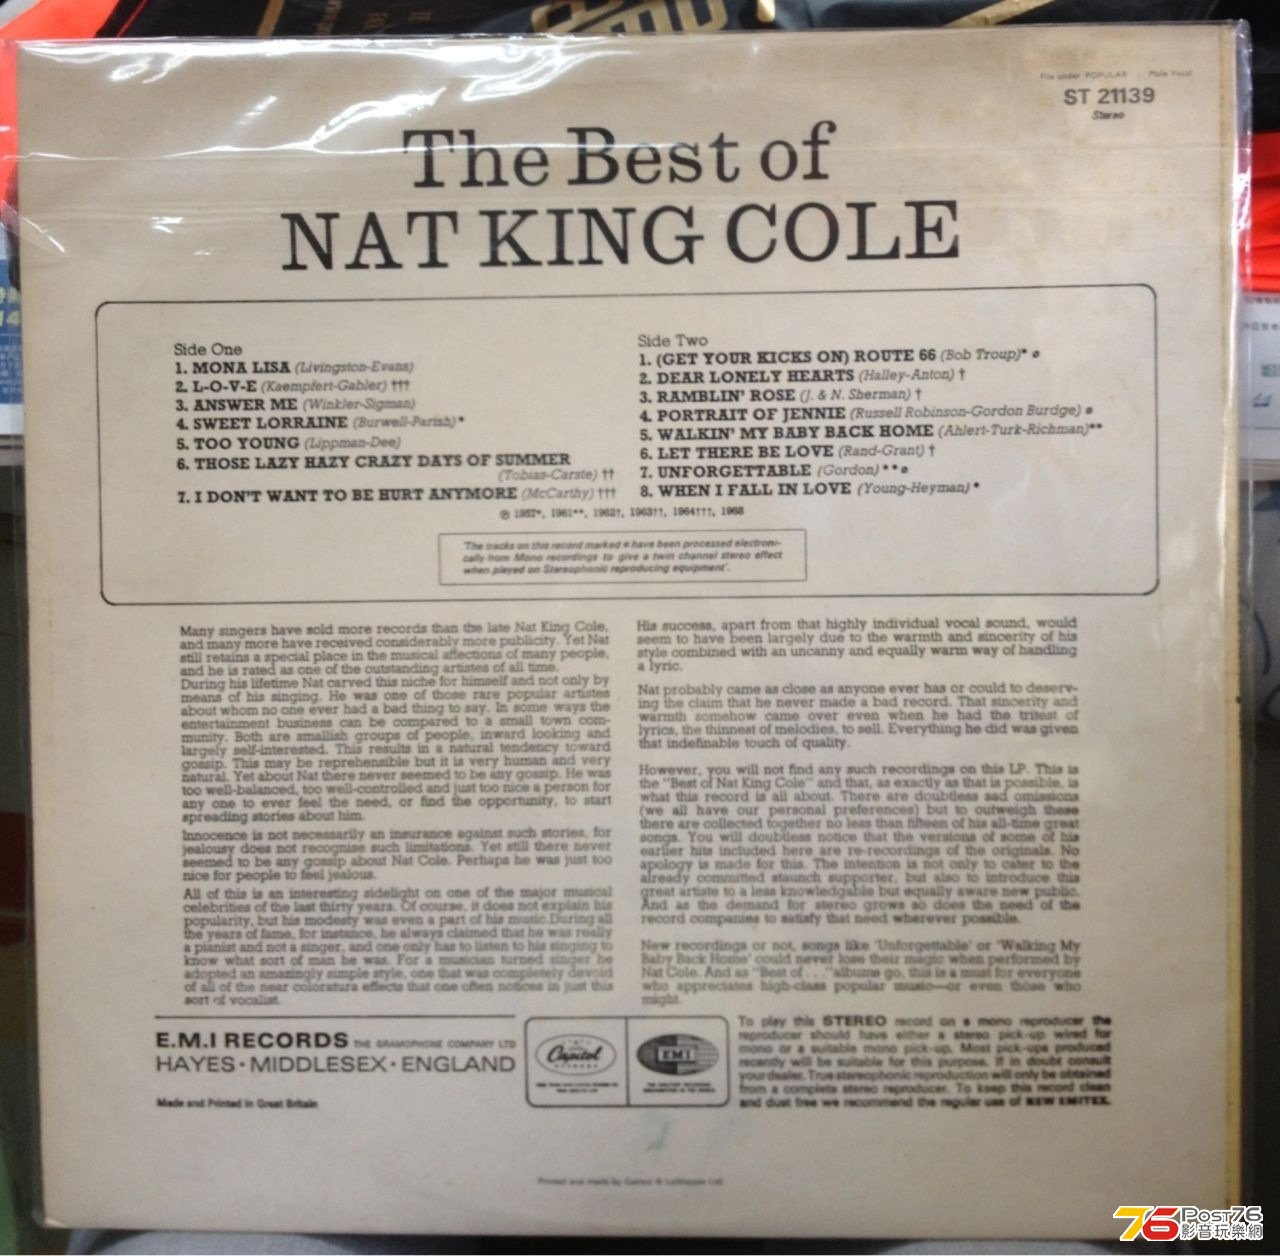 File under POPULAR : Male Vocal
ST 21139
Stereo
The Best of
NAT KING COLE
Side One
1. MONA LISA (Livingston-Evans)
2. L-O-V-E (Kaempfert-Gabler) †††
3. ANSWER ME (Winkler-Sigman)
4. SWEET LORRAINE (Burwell-Parish)*
5. TOO YOUNG (Lippman-Dee)
6. THOSE LAZY HAZY CRAZY DAYS OF SUMMER
(Tobias-Carste) ††
7. I DON'T WANT TO BE HURT ANYMORE (McCarthy) †††
Side Two
1. (GET YOUR KICKS ON) ROUTE 66 (Bob Troup)* ⌀
2. DEAR LONELY HEARTS (Halley-Anton) †
3. RAMBLIN' ROSE (J. & N. Sherman) †
4. PORTRAIT OF JENNIE (Russell Robinson-Gordon Burdge) ⌀
5. WALKIN' MY BABY BACK HOME (Ahlert-Turk-Richman)**
6. LET THERE BE LOVE (Rand-Grant) †
7. UNFORGETTABLE (Gordon) ** ⌀
8. WHEN I FALL IN LOVE (Young-Heyman) *
℗ 1957*, 1961**, 1962†, 1963††, 1964†††, 1968
'The tracks on this record marked ⌀ have been processed electroni-
cally from Mono recordings to give a twin channel stereo effect
when played on Stereophonic reproducing equipment'.
Many singers have sold more records than the late Nat King Cole,
and many more have received considerably more publicity. Yet Nat
still retains a special place in the musical affections of many people,
and he is rated as one of the outstanding artistes of all time.
During his lifetime Nat carved this niche for himself and not only by
means of his singing. He was one of those rare popular artistes
about whom no one ever had a bad thing to say. In some ways the
entertainment business can be compared to a small town com-
munity. Both are smallish groups of people, inward looking and
largely self-interested. This results in a natural tendency toward
gossip. This may be reprehensible but it is very human and very
natural. Yet about Nat there never seemed to be any gossip. He was
too well-balanced, too well-controlled and just too nice a person for
any one to ever feel the need, or find the opportunity, to start
spreading stories about him.
Innocence is not necessarily an insurance against such stories, for
jealousy does not recognise such limitations. Yet still there never
seemed to be any gossip about Nat Cole. Perhaps he was just too
nice for people to feel jealous.
All of this is an interesting sidelight on one of the major musical
celebrities of the last thirty years. Of course, it does not explain his
popularity, but his modesty was even a part of his music.During all
the years of fame, for instance, he always claimed that he was really
a pianist and not a singer, and one only has to listen to his singing to
know what sort of man he was. For a musician turned singer he
adopted an amazingly simple style, one that was completely devoid
of all of the near coloratura effects that one often notices in just this
sort of vocalist.
His success, apart from that highly individual vocal sound, would
seem to have been largely due to the warmth and sincerity of his
style combined with an uncanny and equally warm way of handling
a lyric.
Nat probably came as close as anyone ever has or could to deserv-
ing the claim that he never made a bad record. That sincerity and
warmth somehow came over even when he had the tritest of
lyrics, the thinnest of melodies, to sell. Everything he did was given
that indefinable touch of quality.
However, you will not find any such recordings on this LP. This is
the "Best of Nat King Cole" and that, as exactly as that is possible, is
what this record is all about. There are doubtless sad omissions
(we all have our personal preferences) but to outweigh these
there are collected together no less than fifteen of his all-time great
songs. You will doubtless notice that the versions of some of his
earlier hits included here are re-recordings of the originals. No
apology is made for this. The intention is not only to cater to the
already committed staunch supporter, but also to introduce this
great artiste to a less knowledgable but equally aware new public.
And as the demand for stereo grows so does the need of the
record companies to satisfy that need wherever possible.
New recordings or not, songs like 'Unforgettable' or 'Walking My
Baby Back Home' could never lose their magic when performed by
Nat Cole. And as "Best of . . ."albums go, this is a must for everyone
who appreciates high-class popular music—or even those who
might.
E.M.I RECORDS THE GRAMOPHONE COMPANY LTD
HAYES • MIDDLESEX • ENGLAND
Made and Printed in Great Britain
Capitol
EMI
To play this STEREO record on a mono reproducer the
reproducer should have either a stereo pick-up wired for
mono or a suitable mono pick-up. Most pick-ups produced
recently will be suitable for this purpose. If in doubt consult
your dealer. True stereophonic reproduction will only be obtained
from a complete stereo reproducer. To keep this record clean
and dust free we recommend the regular use of NEW EMITEX.
Printed and made by Garrod & Lofthouse Ltd.
76 Post76
影音玩樂網